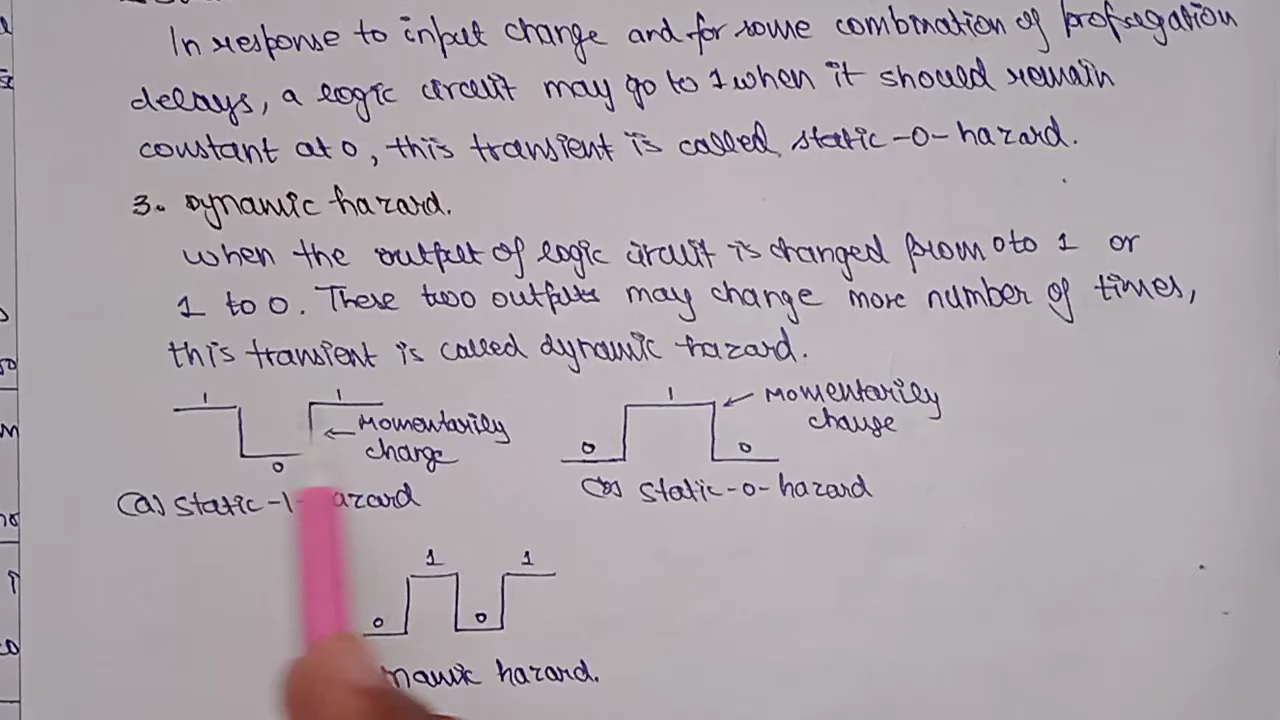 In response to input change and for some combination of propagation
delays, a logic circuit may go to 1 when it should remain
constant at 0, this transient is called static-0-hazard.
3. Dynamic hazard.
When the output of logic circuit is changed from 0 to 1 or
1 to 0. These two outputs may change more number of times,
this transient is called dynamic hazard.
1 1
Momentarily
change
0
(a) static-1- azard
1
Momentarily
change
0 0
(b) static-0-hazard
1 1
0 0
namic hazard.